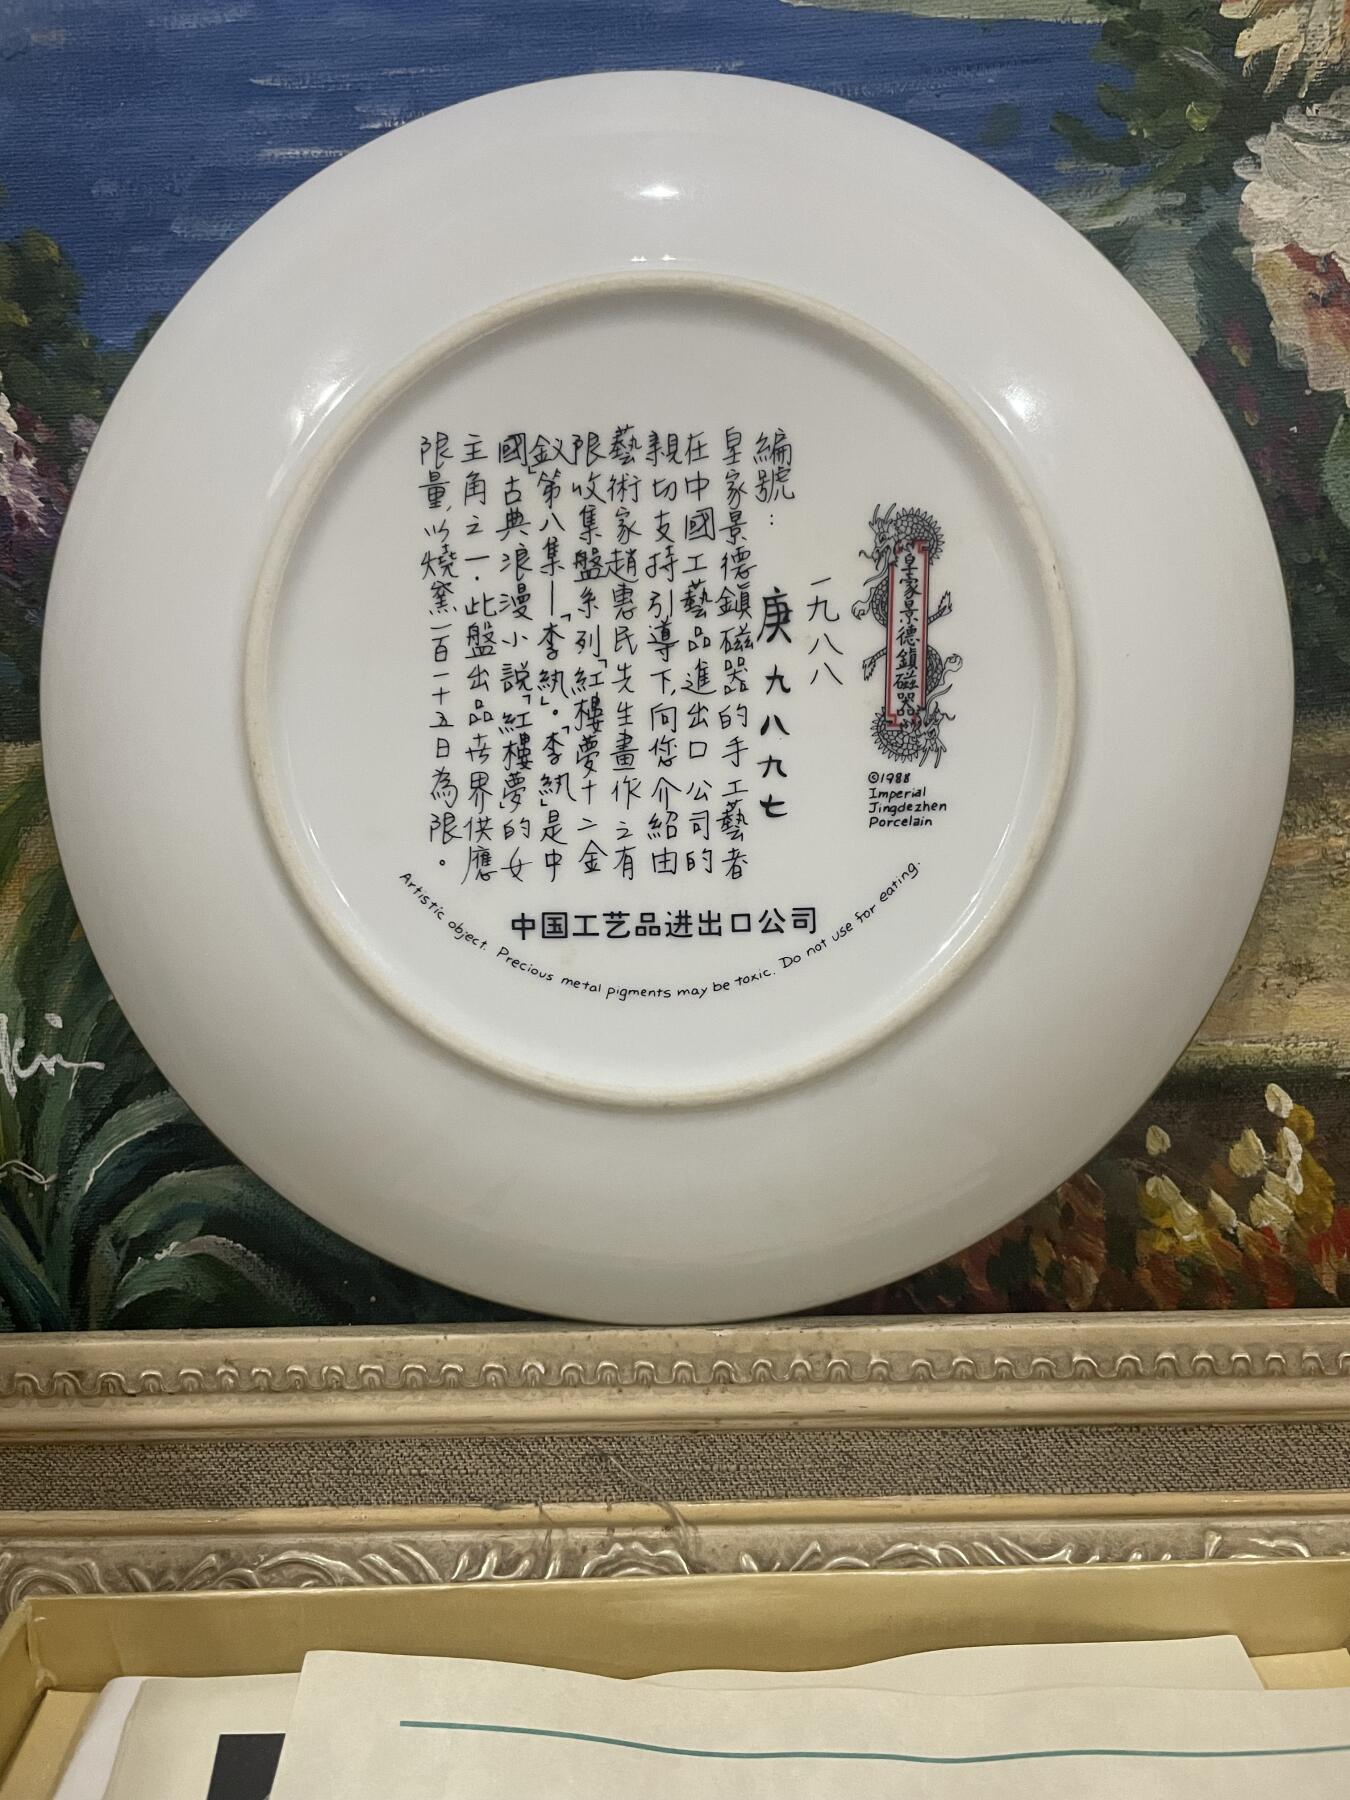 皇家景德鎮磁器
©1988
Imperial
Jingdezhen
Porcelain
一九八八
編號：庚九八九七
皇家景德鎮磁器的手工藝者
在中國工藝品進出口公司的
親切支持引導下,向您介紹由
藝術家趙惠民先生畫作之有
限收集盤系列「紅樓夢十二金
釵」第八集—「李紈」。「李紈」是中
國古典浪漫小說「紅樓夢」的女
主角之一.此盤出品世界供應
限量,以燒窯一百一十五日為限。
中国工艺品进出口公司
Artistic object. Precious metal pigments may be toxic. Do not use for eating.